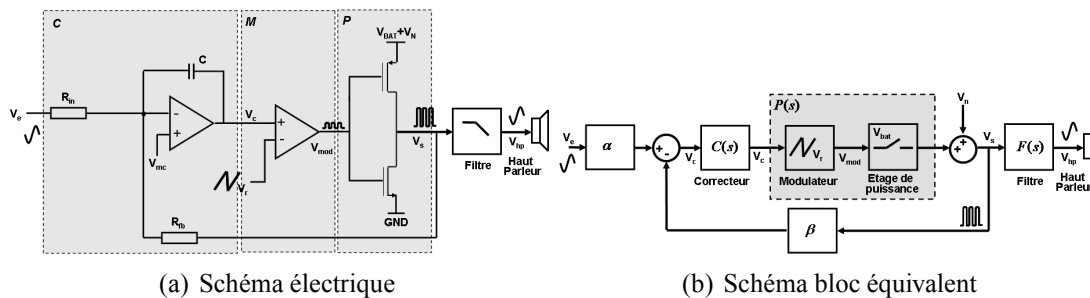 C
M
P
V_BAT+V_N
C
R_in
V_e
-
+
V_mc
V_c
+
-
V_mod
V_r
V_s
V_hp
Filtre
Haut
Parleur
GND
R_fb
P(s)
V_n
V_e
α
+
-
V_ε
C(s)
Correcteur
V_c
V_r
Modulateur
V_mod
V_bat
Etage de
puissance
+
+
V_s
F(s)
Filtre
V_hp
Haut
Parleur
β
(a) Schéma électrique
(b) Schéma bloc équivalent